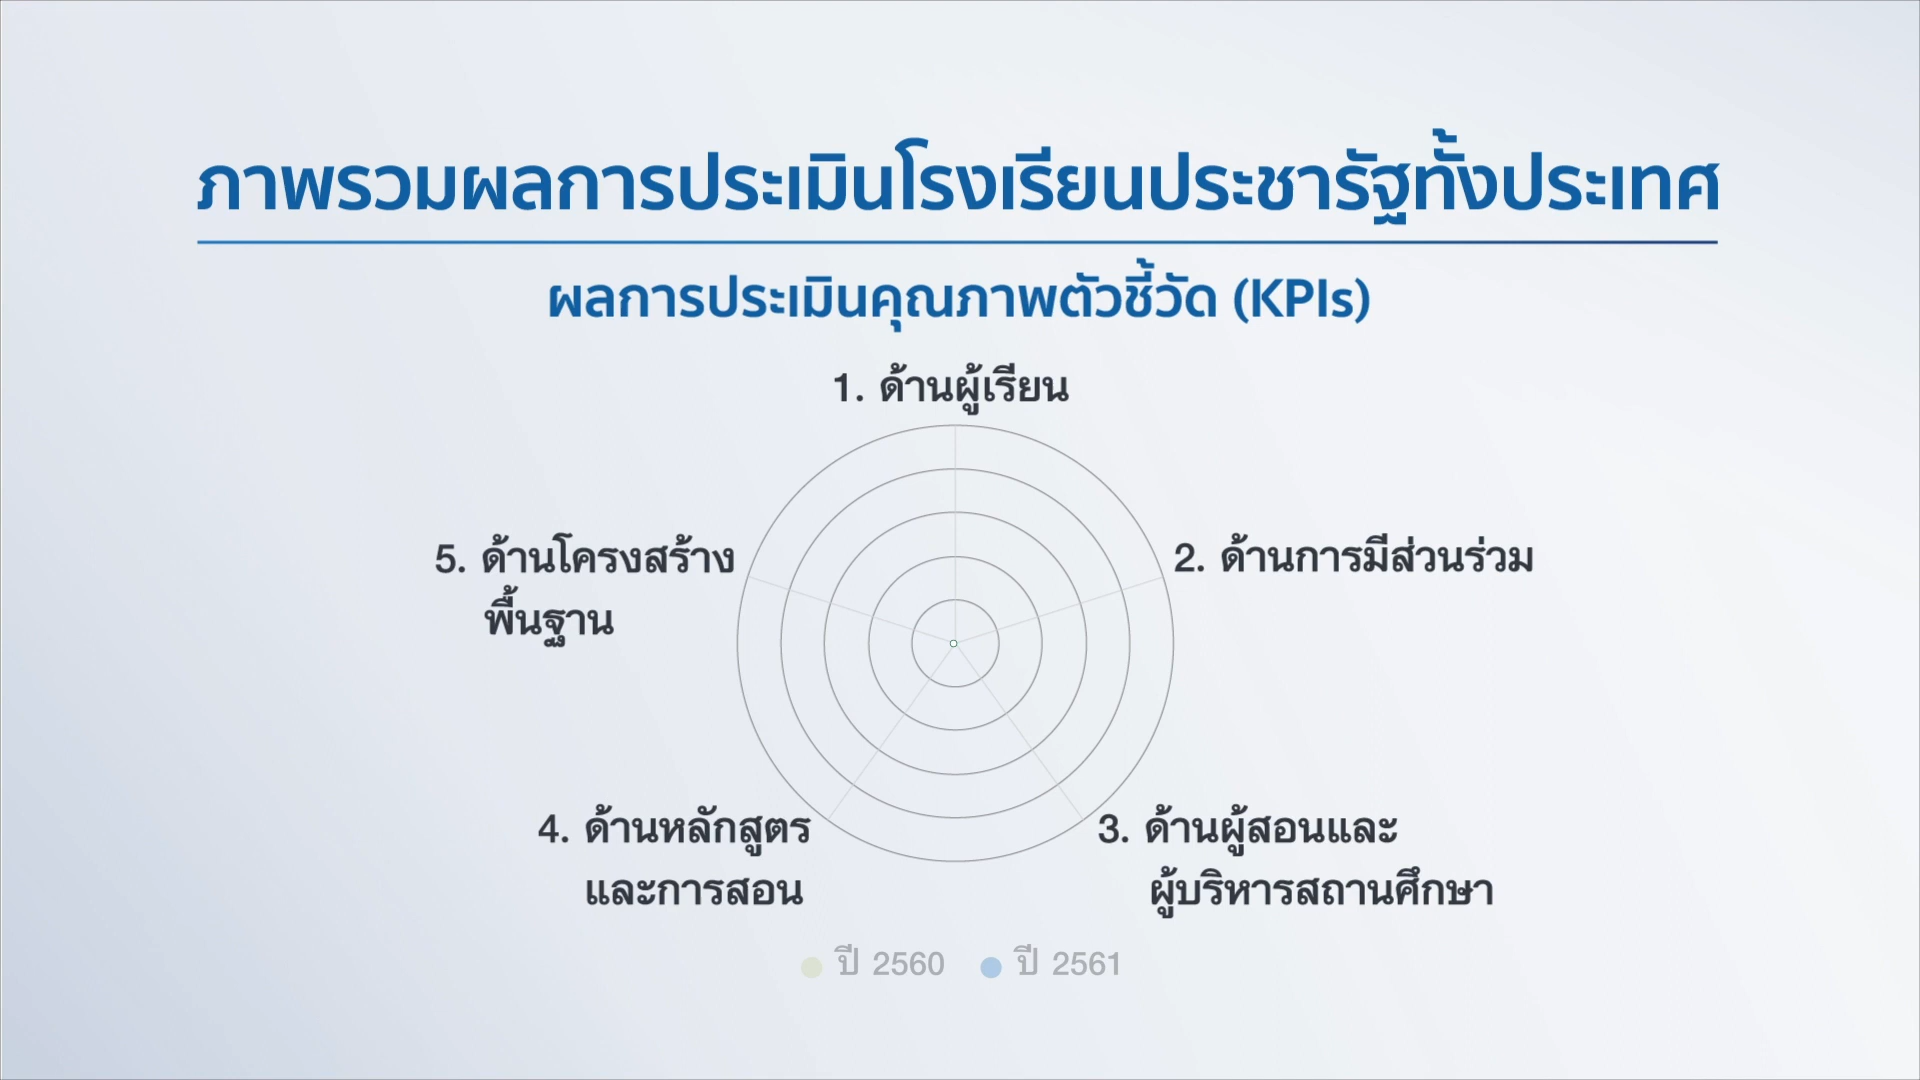 ภาพรวมผลการประเมินโรงเรียนประชารัฐทั้งประเทศ
ผลการประเมินคุณภาพตัวชี้วัด (KPIs)
1. ด้านผู้เรียน
2. ด้านการมีส่วนร่วม
3. ด้านผู้สอนและ
ผู้บริหารสถานศึกษา
4. ด้านหลักสูตร
และการสอน
5. ด้านโครงสร้าง
พื้นฐาน
ปี 2560
ปี 2561